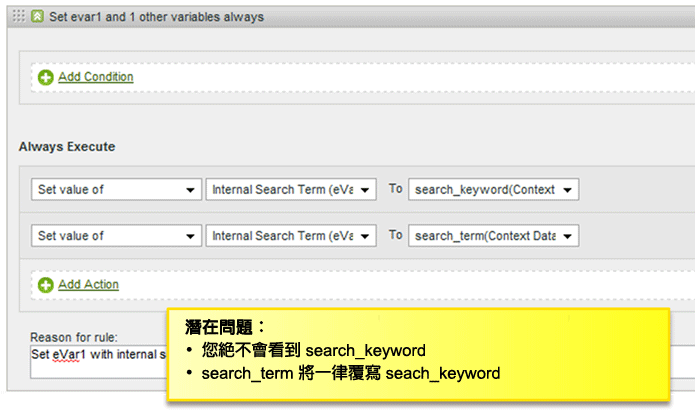 Set evar1 and 1 other variables always
Add Condition
Always Execute
Set value of Internal Search Term (eVa To search_keyword(Context
Set value of Internal Search Term (eVa To search_term(Context Data
Add Action
Reason for rule:
Set eVar1 with internal s
潛在問題：
• 您絕不會看到 search_keyword
• search_term 將一律覆寫 seach_keyword